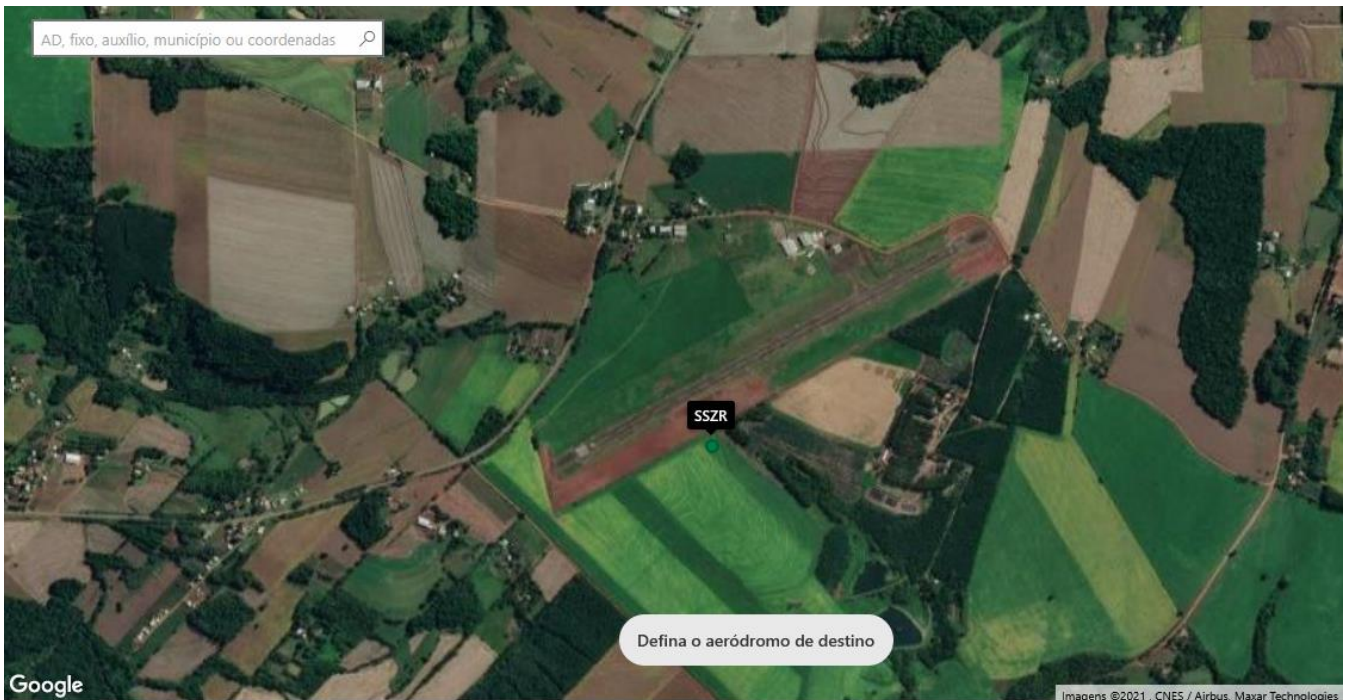 AD, fixo, auxílio, município ou coordenadas
SSZR
Defina o aeródromo de destino
Google
Imagens ©2021 , CNES / Airbus, Maxar Technologies